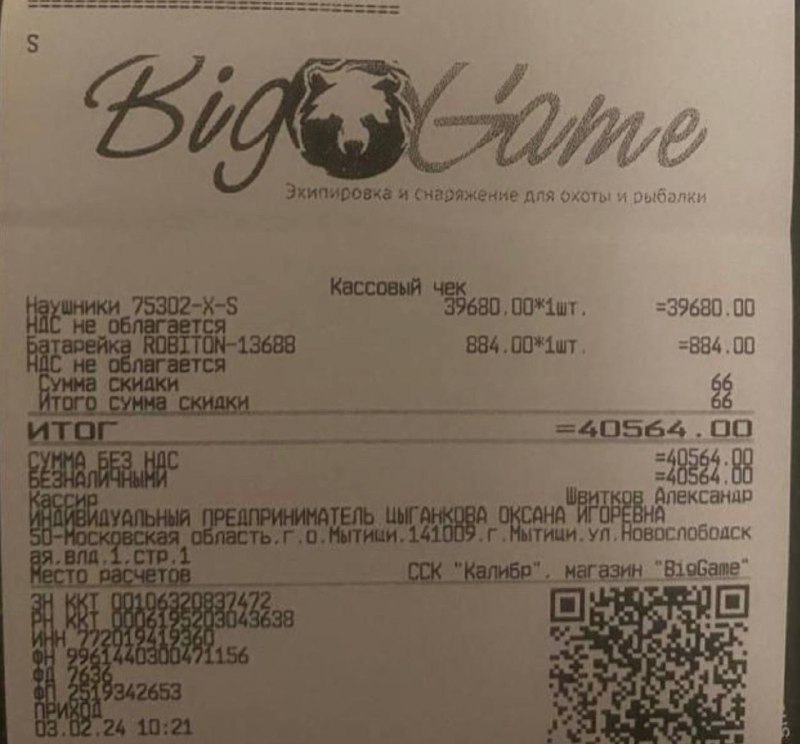 S
Big Game
Экипировка и снаряжение для охоты и рыбалки
Кассовый чек
Наушники 75302-X-S 39680.00*1шт. =39680.00
НДС не облагается
Батарейка ROBITON-13688 884.00*1шт. =884.00
НДС не облагается
Сумма скидки 66
Итого сумма скидки 66
ИТОГ =40564.00
СУММА БЕЗ НДС =40564.00
БЕЗНАЛИЧНЫМИ =40564.00
Кассир Швитков Александр
ИНДИВИДУАЛЬНЫЙ ПРЕДПРИНИМАТЕЛЬ ЦЫГАНКОВА ОКСАНА ИГОРЕВНА
50-Московская область.г.о.Мытищи.141009.г.Мытищи.ул.Новослободск
ая.влд.1.стр.1
Место расчетов ССК "Калибр". магазин "BigGame"
ЗН ККТ 00106320837472
РН ККТ 0006195203043638
ИНН 772019419360
ФН 9961440300471156
ФД 7636
ФП 2519342653
ПРИХОД
03.02.24 10:21